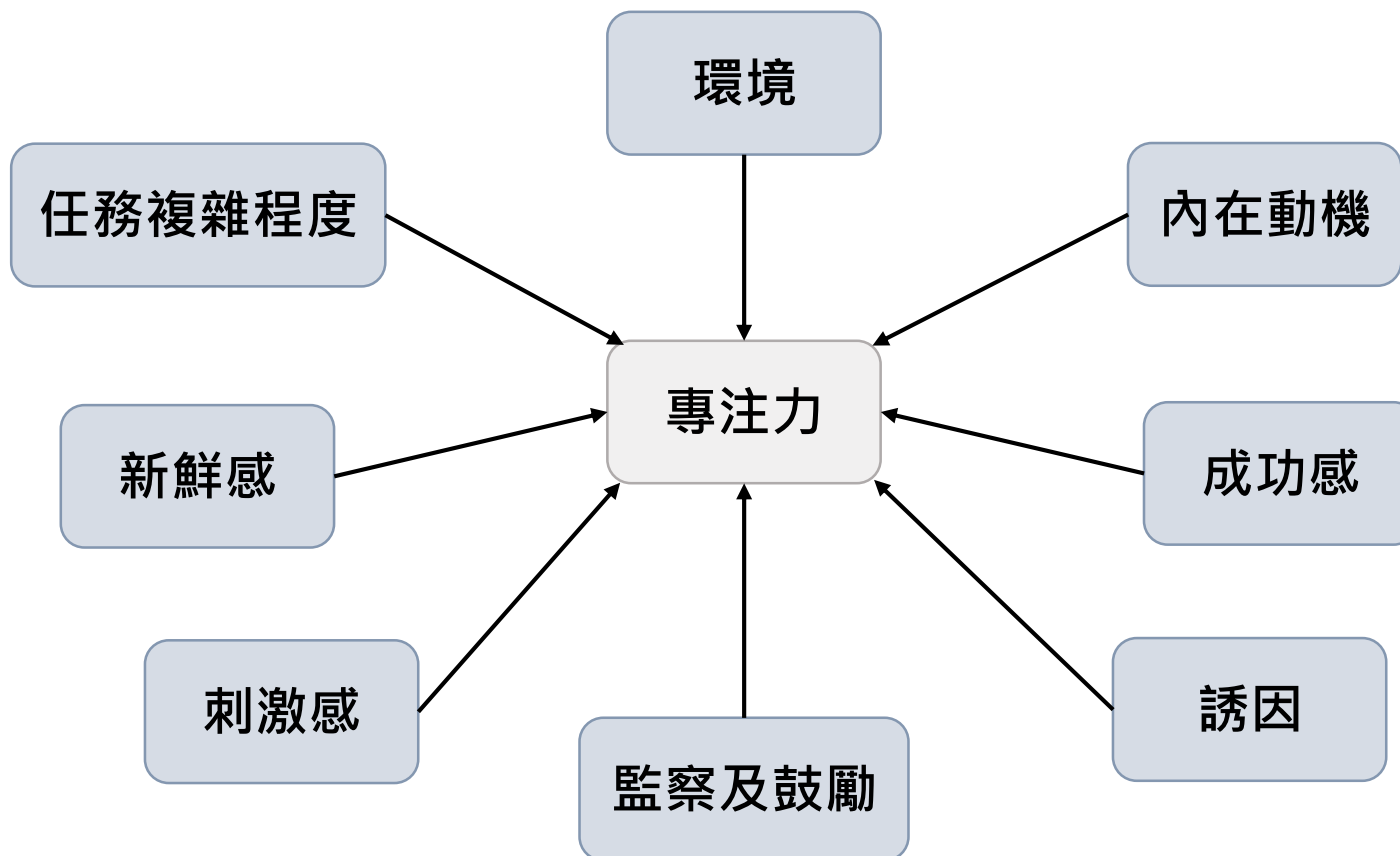 環境
任務複雜程度
內在動機
專注力
新鮮感
成功感
刺激感
誘因
監察及鼓勵